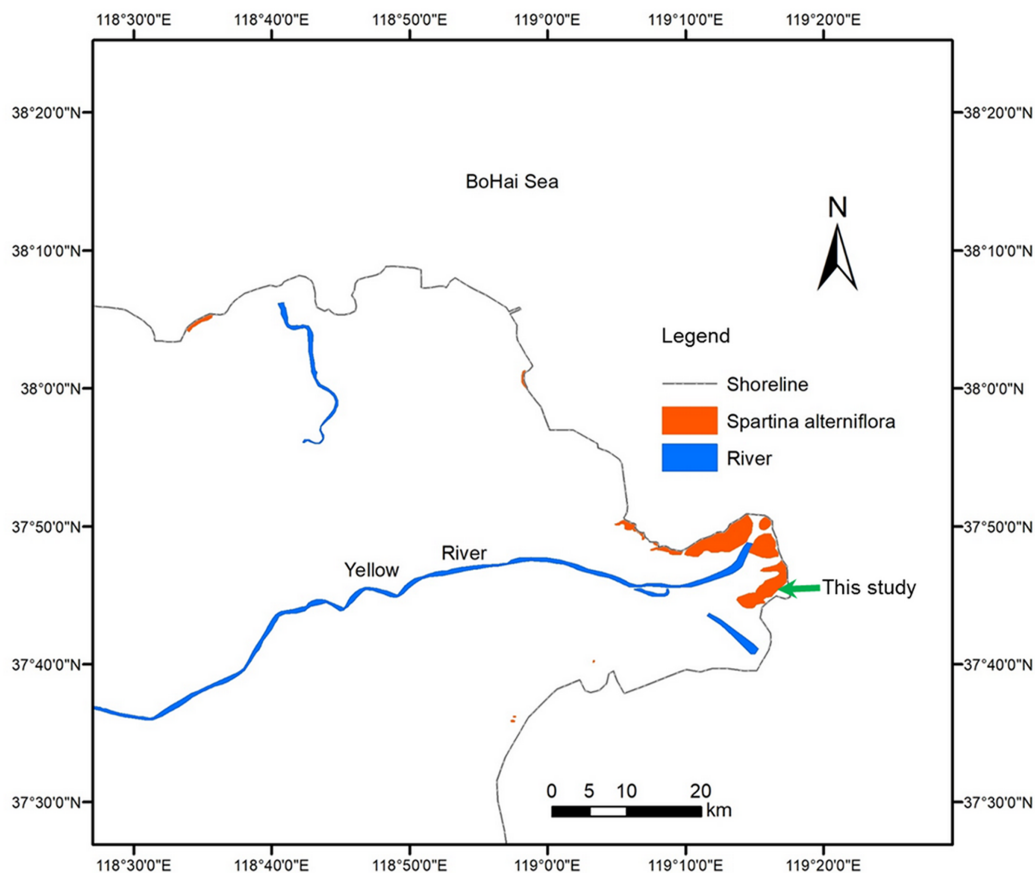 118°30'0"E 118°40'0"E 118°50'0"E 119°0'0"E 119°10'0"E 119°20'0"E
38°20'0"N 38°20'0"N
BoHai Sea
N
38°10'0"N 38°10'0"N
Legend
38°0'0"N Shoreline 38°0'0"N
Spartina alterniflora
River
37°50'0"N 37°50'0"N
River
Yellow
This study
37°40'0"N 37°40'0"N
0 5 10 20
37°30'0"N km 37°30'0"N
118°30'0"E 118°40'0"E 118°50'0"E 119°0'0"E 119°10'0"E 119°20'0"E